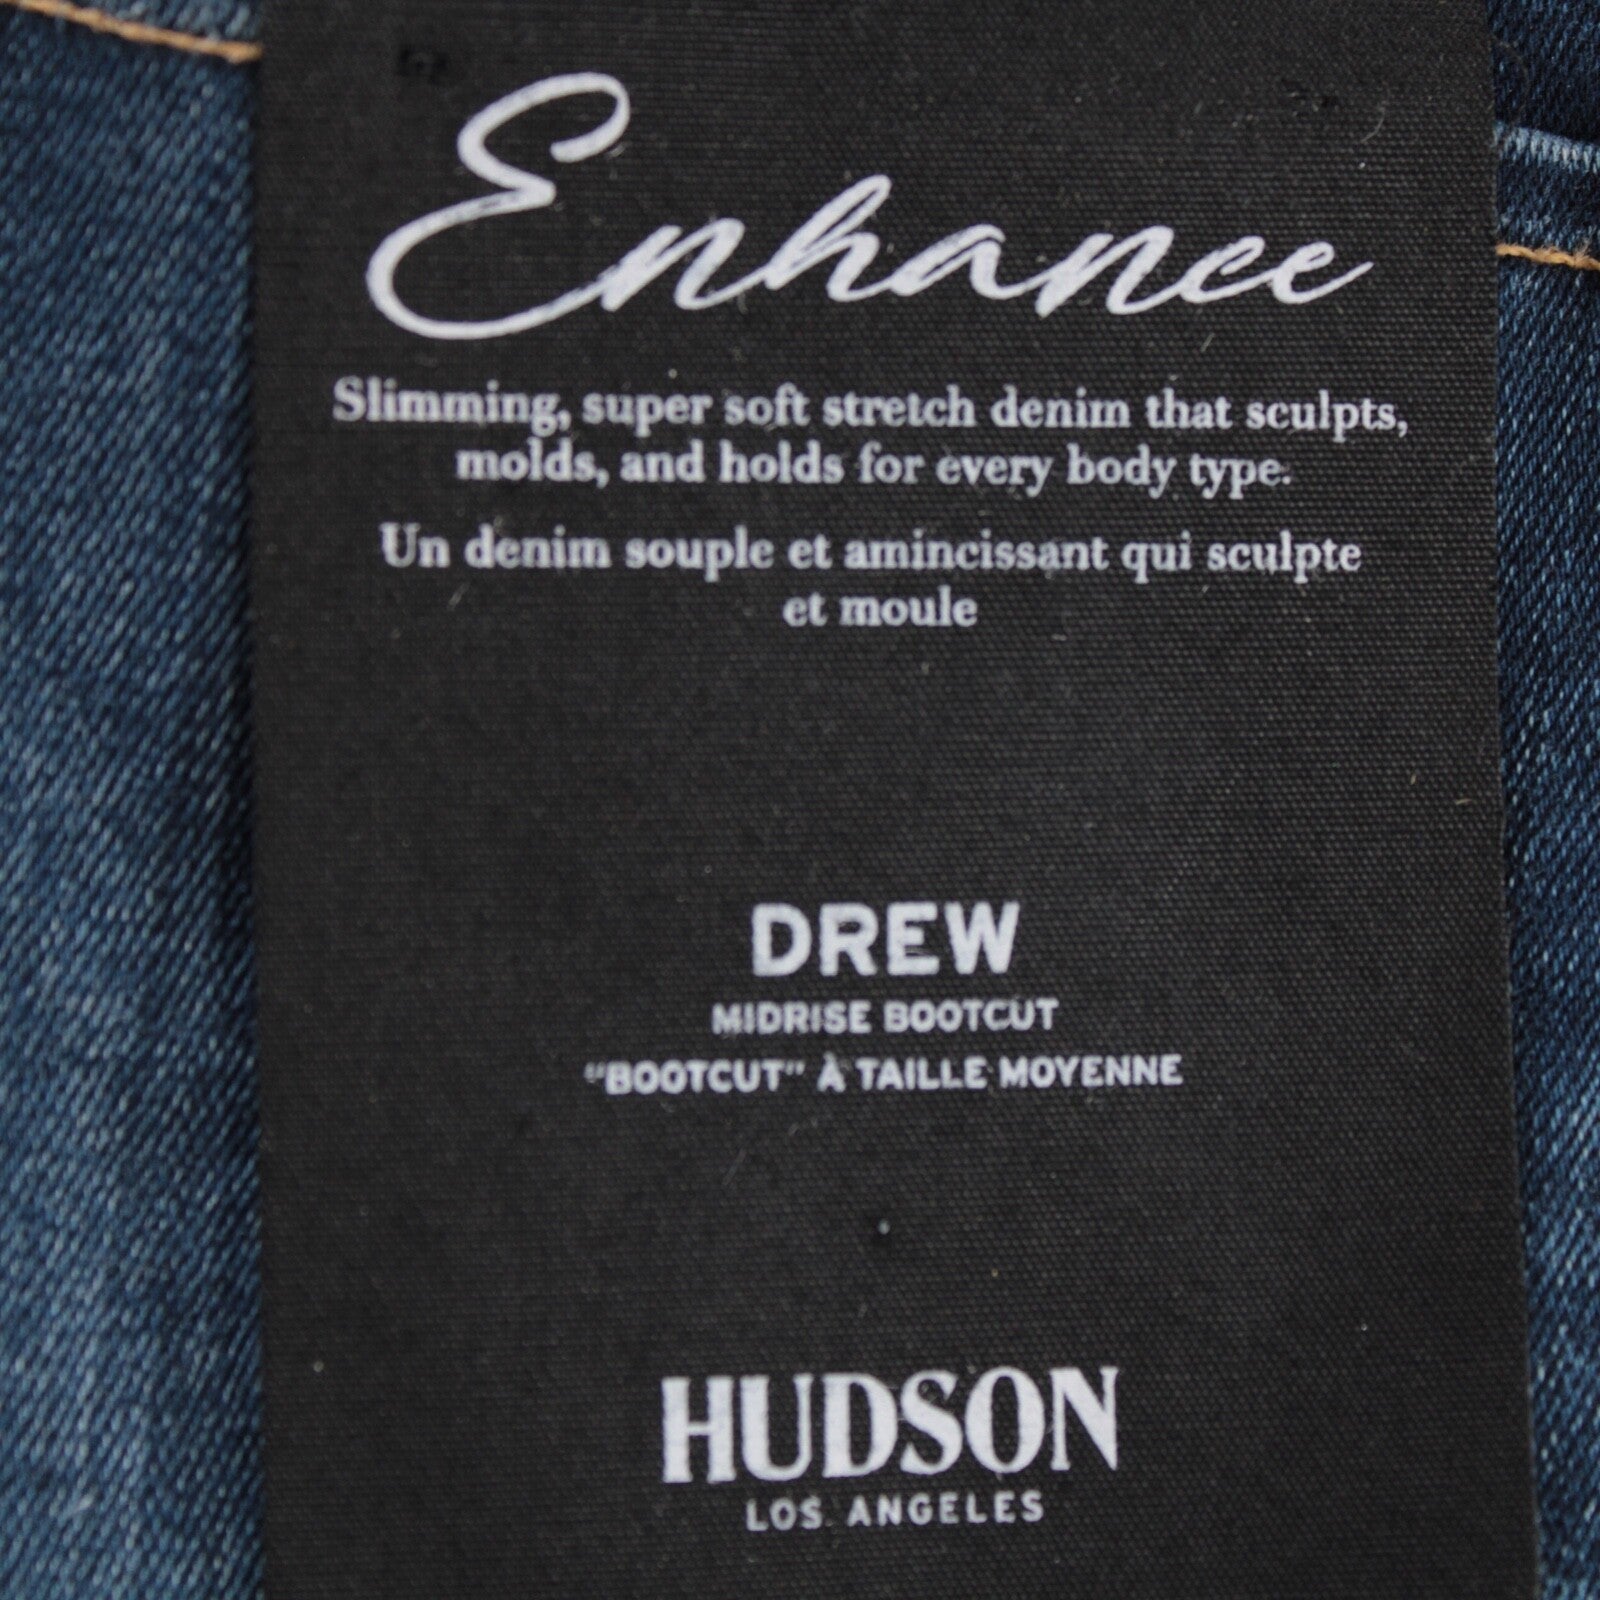 Enhance
Slimming, super soft stretch denim that sculpts,
molds, and holds for every body type.
Un denim souple et amincissant qui sculpte
et moule
DREW
MIDRISE BOOTCUT
"BOOTCUT" À TAILLE MOYENNE
HUDSON
LOS ANGELES